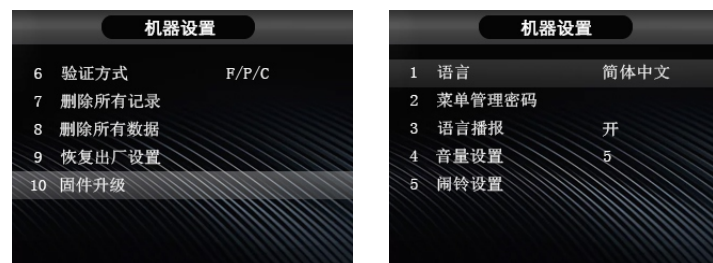 机器设置
6 验证方式 F/P/C
7 删除所有记录
8 删除所有数据
9 恢复出厂设置
10 固件升级
机器设置
1 语言 简体中文
2 菜单管理密码
3 语言播报 开
4 音量设置 5
5 闹铃设置